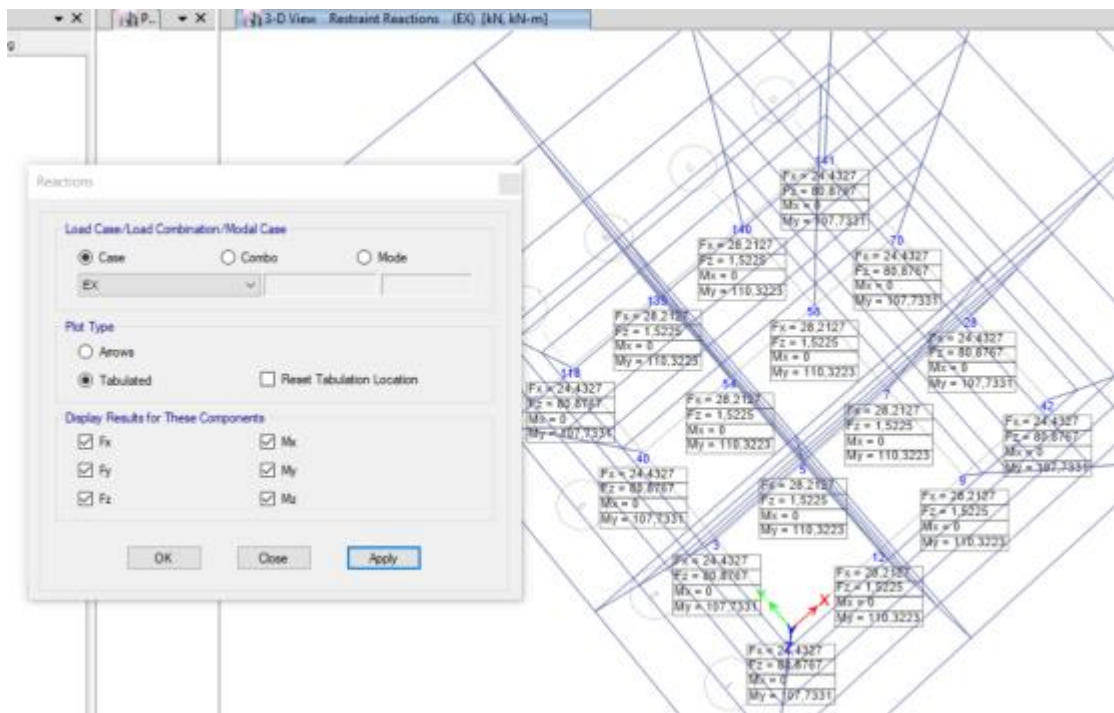 P..
3-D View Restraint Reactions (EX) [kN, kN-m]
Reactions
Load Case/Load Combination/Modal Case
Case
Combo
Mode
EX
Plot Type
Arrows
Tabulated
Reset Tabulation Location
Display Results for These Components
Fx
Mx
Fy
My
Fz
Mz
OK
Close
Apply
141
Fx = 24,4327
Fz = 80,8767
Mx = 0
My = 107,7331
140
Fx = 28,2127
Fz = 1,5225
Mx = 0
My = 110,3223
70
Fx = 24,4327
Fz = 80,8767
Mx = 0
My = 107,7331
139
Fx = 28,2127
Fz = 1,5225
Mx = 0
My = 110,3223
56
Fx = 28,2127
Fz = 1,5225
Mx = 0
My = 110,3223
28
Fx = 24,4327
Fz = 80,8767
Mx = 0
My = 107,7331
118
Fx = 24,4327
Fz = 80,8767
Mx = 0
My = 107,7331
54
Fx = 28,2127
Fz = 1,5225
Mx = 0
My = 110,3223
7
Fx = 28,2127
Fz = 1,5225
Mx = 0
My = 110,3223
42
Fx = 24,4327
Fz = 80,8767
Mx = 0
My = 107,7331
40
Fx = 24,4327
Fz = 80,8767
Mx = 0
My = 107,7331
5
Fx = 28,2127
Fz = 1,5225
Mx = 0
My = 110,3223
9
Fx = 28,2127
Fz = 1,5225
Mx = 0
My = 110,3223
3
Fx = 24,4327
Fz = 80,8767
Mx = 0
My = 107,7331
12
Fx = 28,2127
Fz = 1,5225
Mx = 0
My = 110,3223
Y
X
Z
Fx = 24,4327
Fz = 80,8767
Mx = 0
My = 107,7331